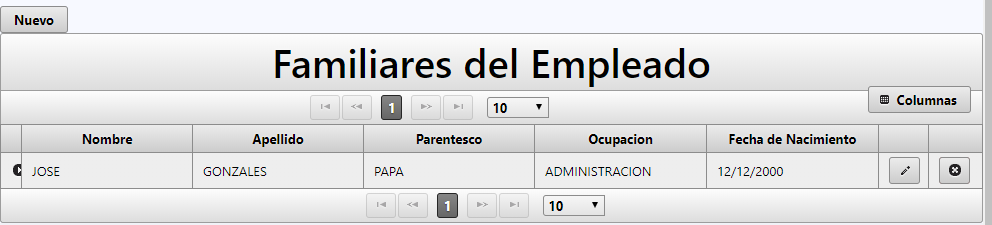 Nuevo
Familiares del Empleado
1 10
Columnas
Nombre Apellido Parentesco Ocupacion Fecha de Nacimiento
JOSE GONZALES PAPA ADMINISTRACION 12/12/2000
1 10